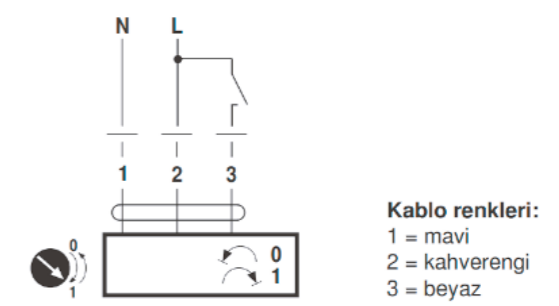 N L
1 2 3
0
1
0
1
Kablo renkleri:
1 = mavi
2 = kahverengi
3 = beyaz